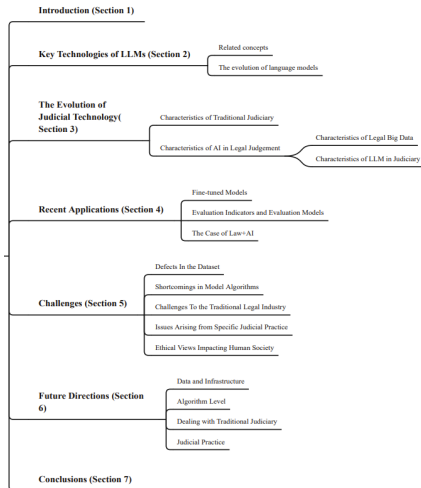 Introduction (Section 1)
Key Technologies of LLMs (Section 2)
Related concepts
The evolution of language models
The Evolution of
Judicial Technology(
Section 3)
Characteristics of Traditional Judiciary
Characteristics of AI in Legal Judgement
Characteristics of Legal Big Data
Characteristics of LLM in Judiciary
Recent Applications (Section 4)
Fine-tuned Models
Evaluation Indicators and Evaluation Models
The Case of Law+AI
Challenges (Section 5)
Defects In the Dataset
Shortcomings in Model Algorithms
Challenges To the Traditional Legal Industry
Issues Arising from Specific Judicial Practice
Ethical Views Impacting Human Society
Future Directions (Section
6)
Data and Infrastructure
Algorithm Level
Dealing with Traditional Judiciary
Judicial Practice
Conclusions (Section 7)